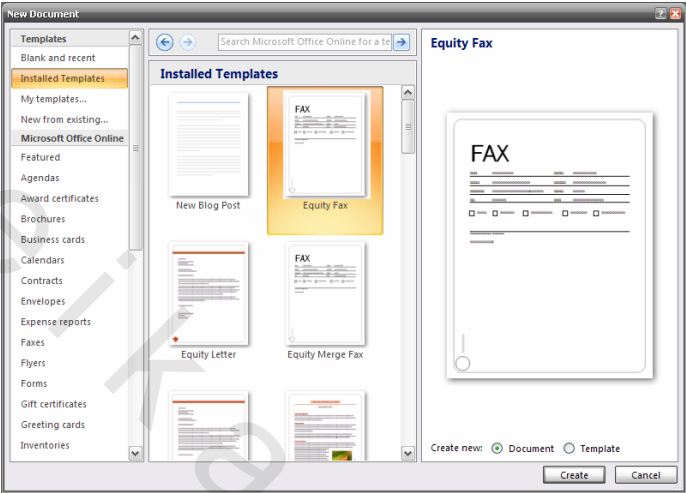 New Document
Templates
Blank and recent
Installed Templates
My templates...
New from existing...
Microsoft Office Online
Featured
Agendas
Award certificates
Brochures
Business cards
Calendars
Contracts
Envelopes
Expense reports
Faxes
Flyers
Forms
Gift certificates
Greeting cards
Inventories
Search Microsoft Office Online for a te
Installed Templates
FAX
New Blog Post
Equity Fax
FAX
Equity Letter
Equity Merge Fax
Equity Fax
FAX
Create new: Document Template
Create Cancel